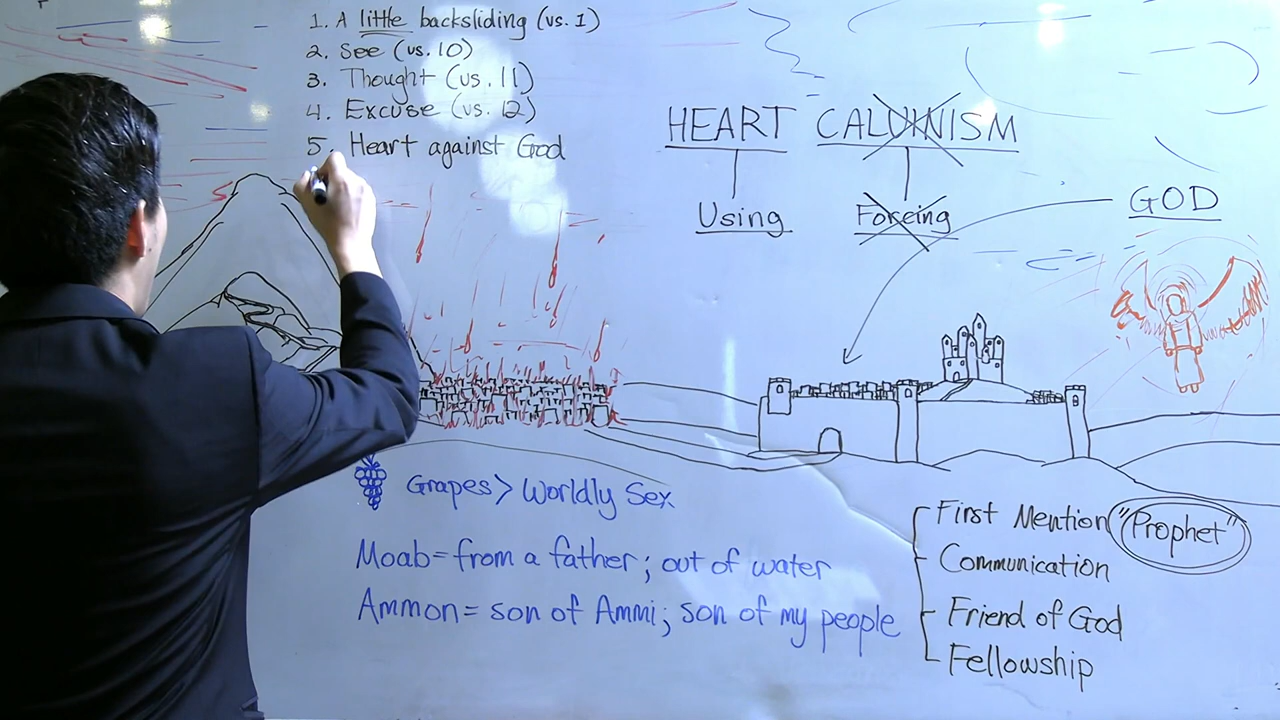 1. A little backsliding (vs. 1)
2. See (vs. 10)
3. Thought (vs. 11)
4. Excuse (vs. 12)
5. Heart against God
HEART CALVINISM
Using
Forcing
GOD
Grapes > Worldly Sex
Moab = from a father; out of water
Ammon = son of Ammi; son of my people
First Mention "Prophet"
Communication
Friend of God
Fellowship